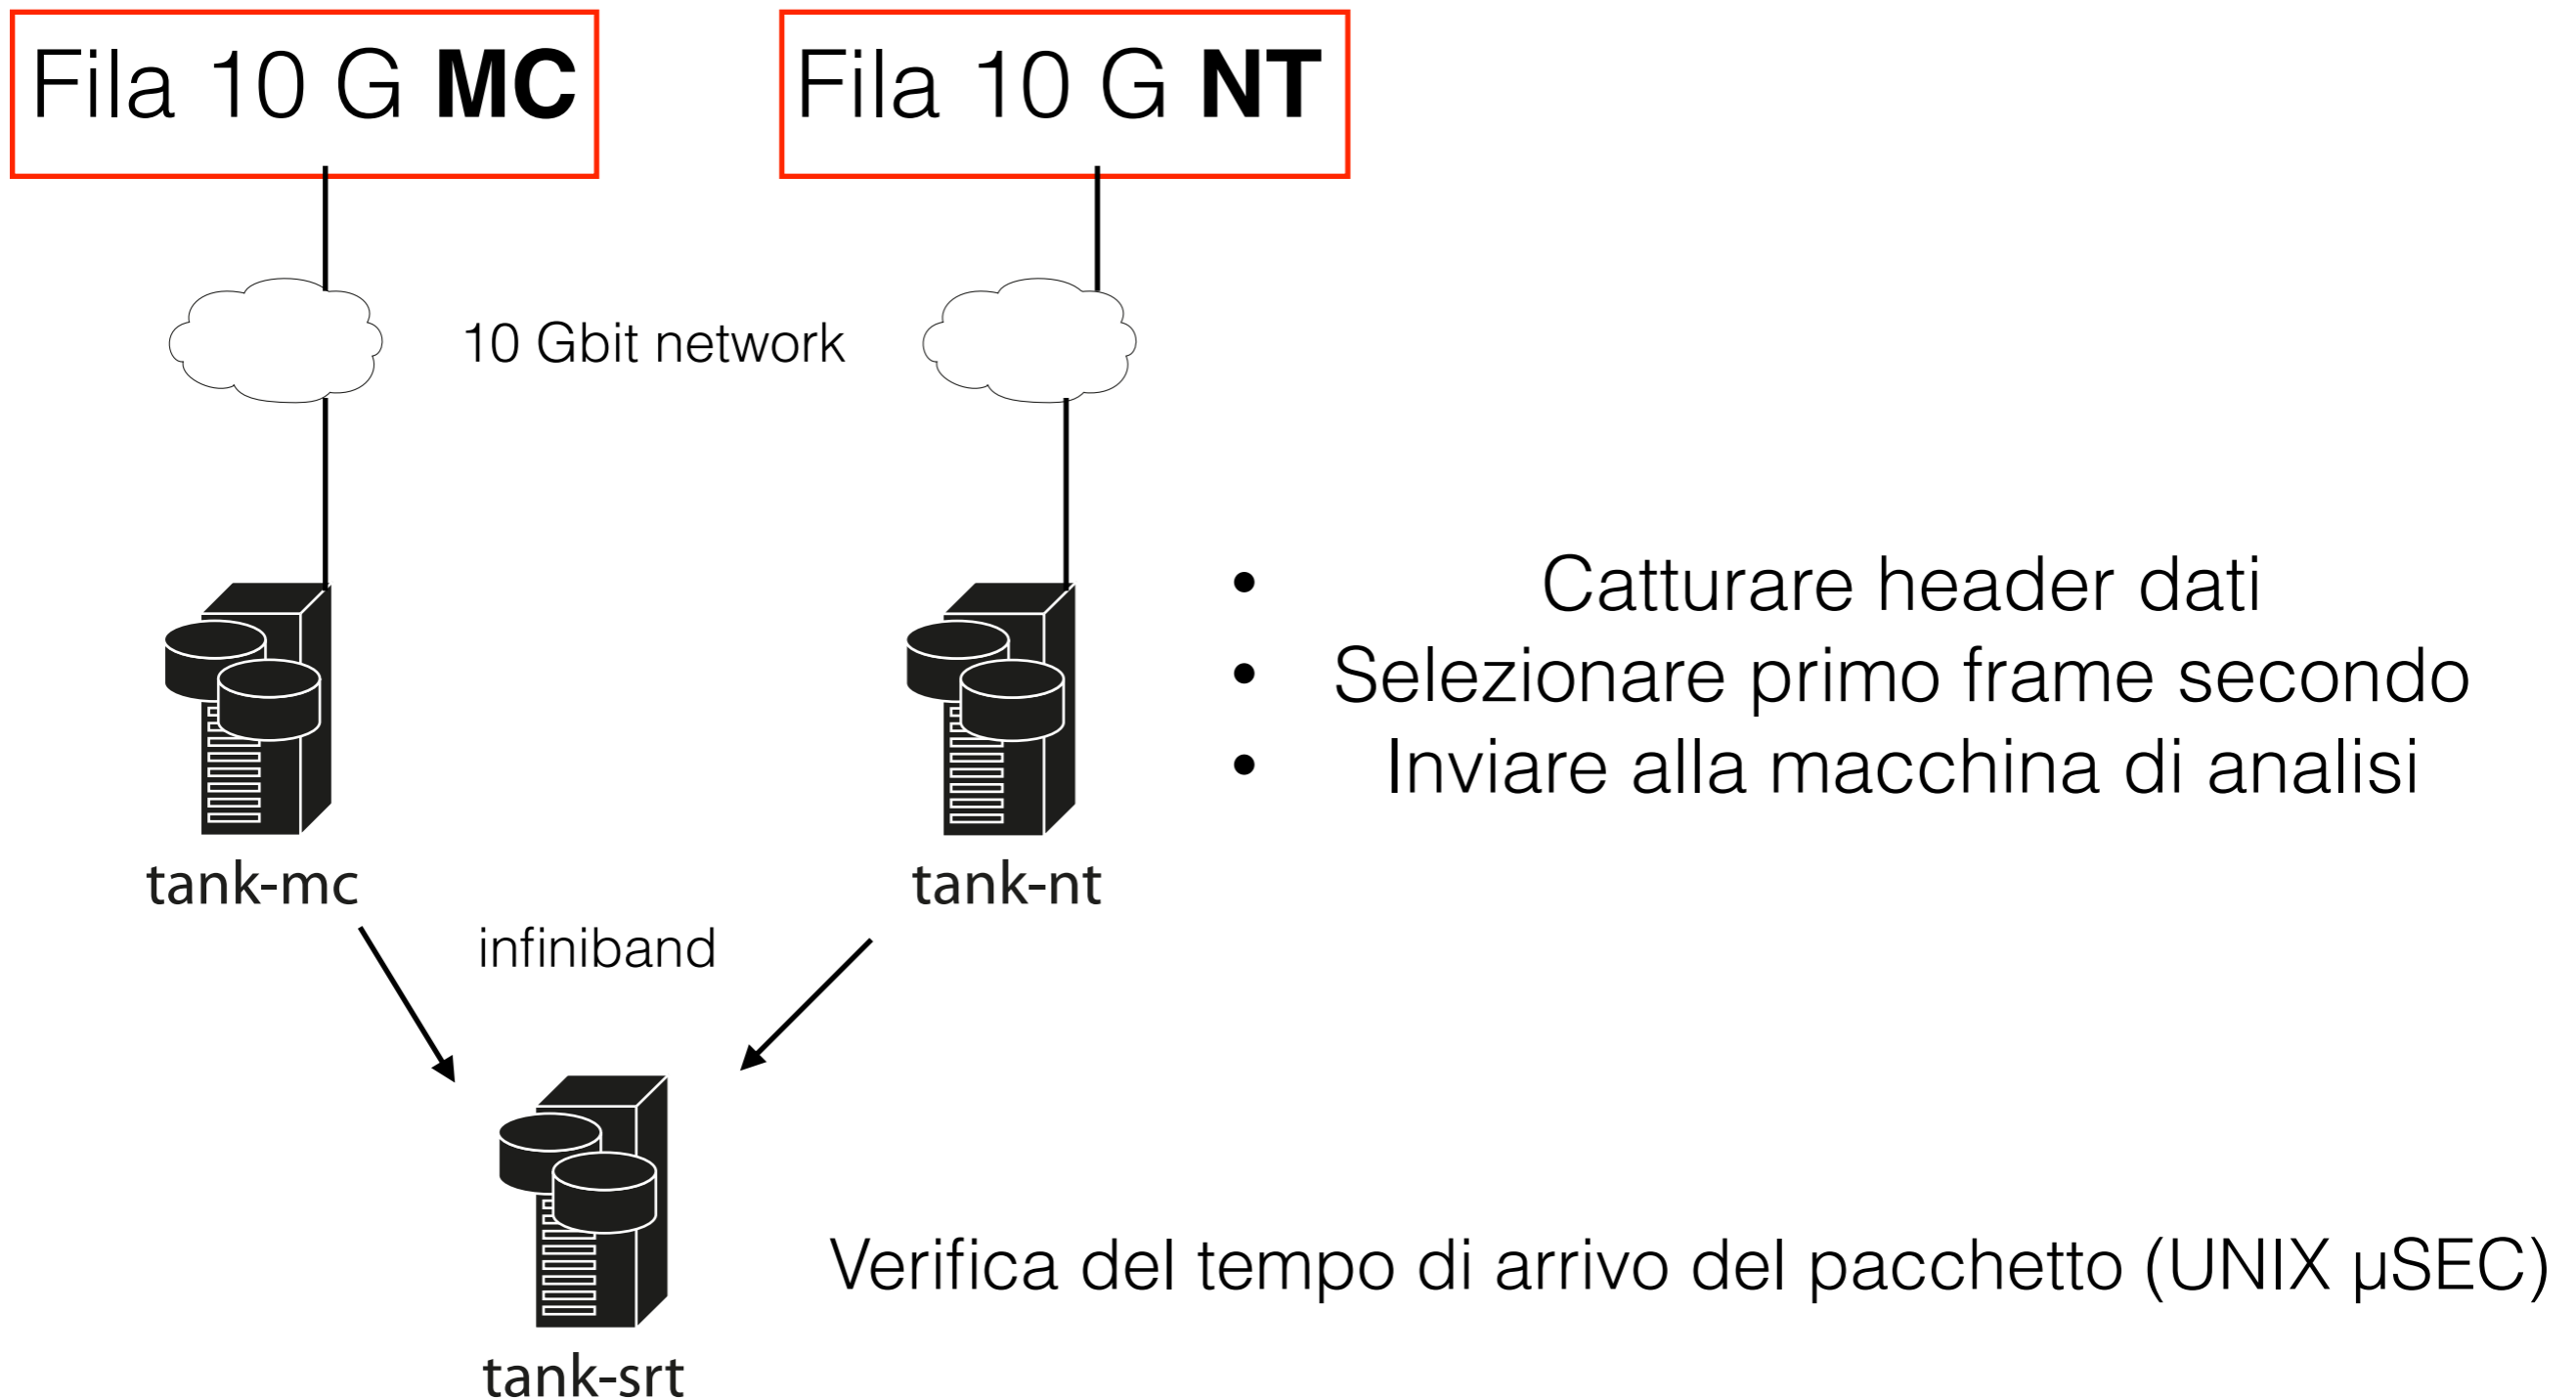 Fila 10 G MC
Fila 10 G NT
10 Gbit network
• Catturare header dati
• Selezionare primo frame secondo
• Inviare alla macchina di analisi
tank-mc
tank-nt
infiniband
Verifica del tempo di arrivo del pacchetto (UNIX µSEC)
tank-srt